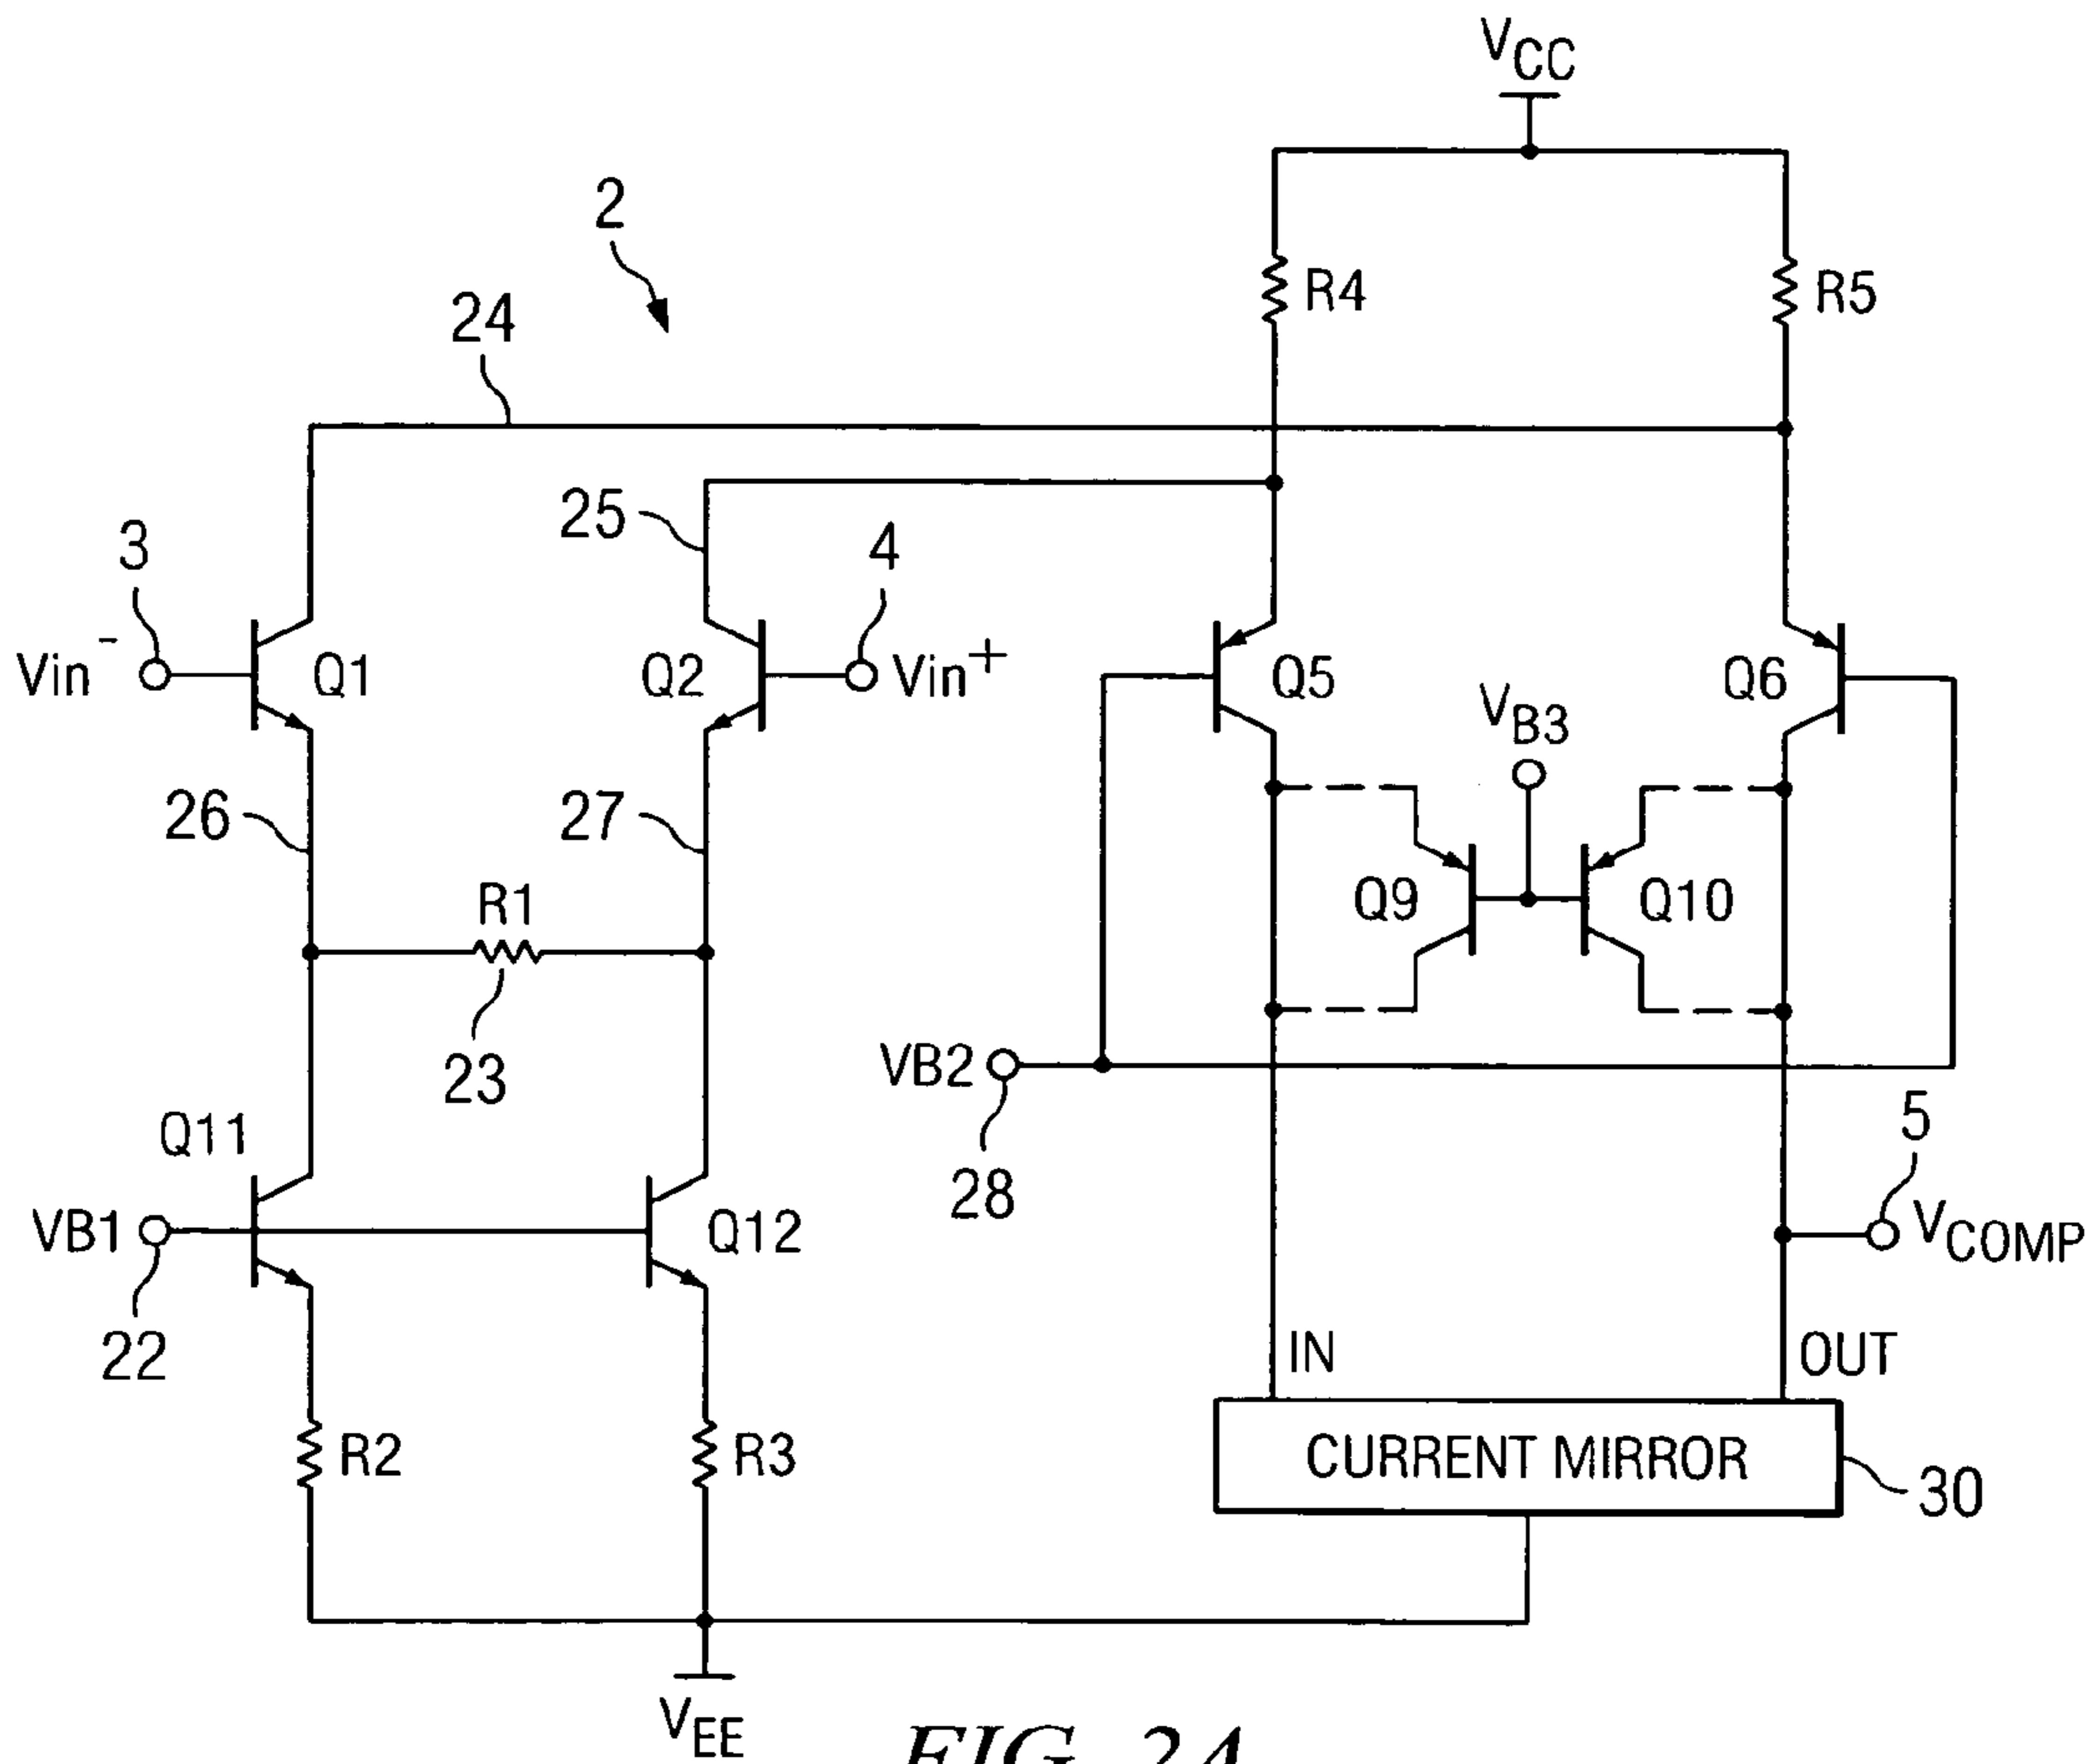 VCC
2
R4
R5
24
25
3
4
Vin-
Q1
Q2
Vin+
Q5
Q6
VB3
26
27
R1
Q9
Q10
23
VB2
28
5
Q11
VB1
Q12
VCOMP
22
IN
OUT
R2
R3
CURRENT MIRROR
30
VEE